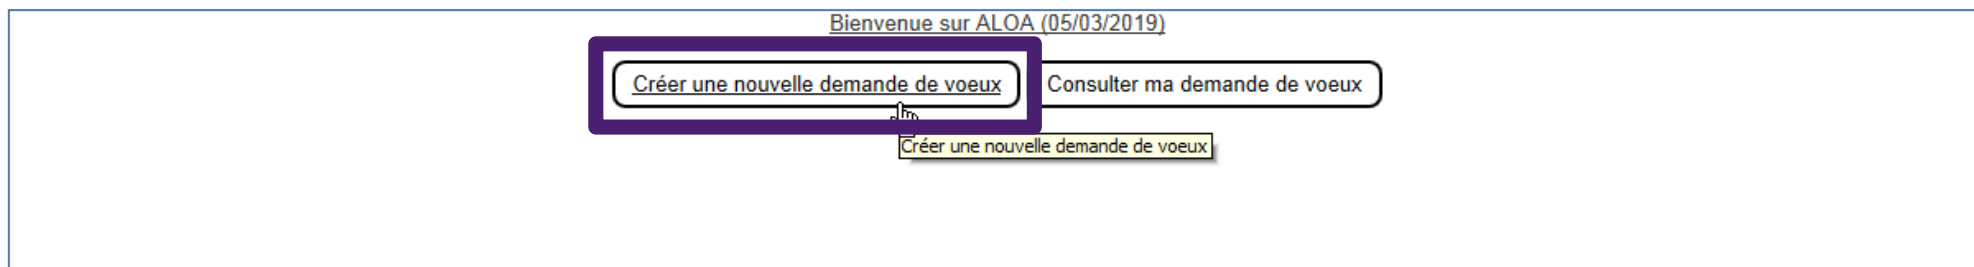 Bienvenue sur ALOA (05/03/2019)
Créer une nouvelle demande de voeux Consulter ma demande de voeux
Créer une nouvelle demande de voeux